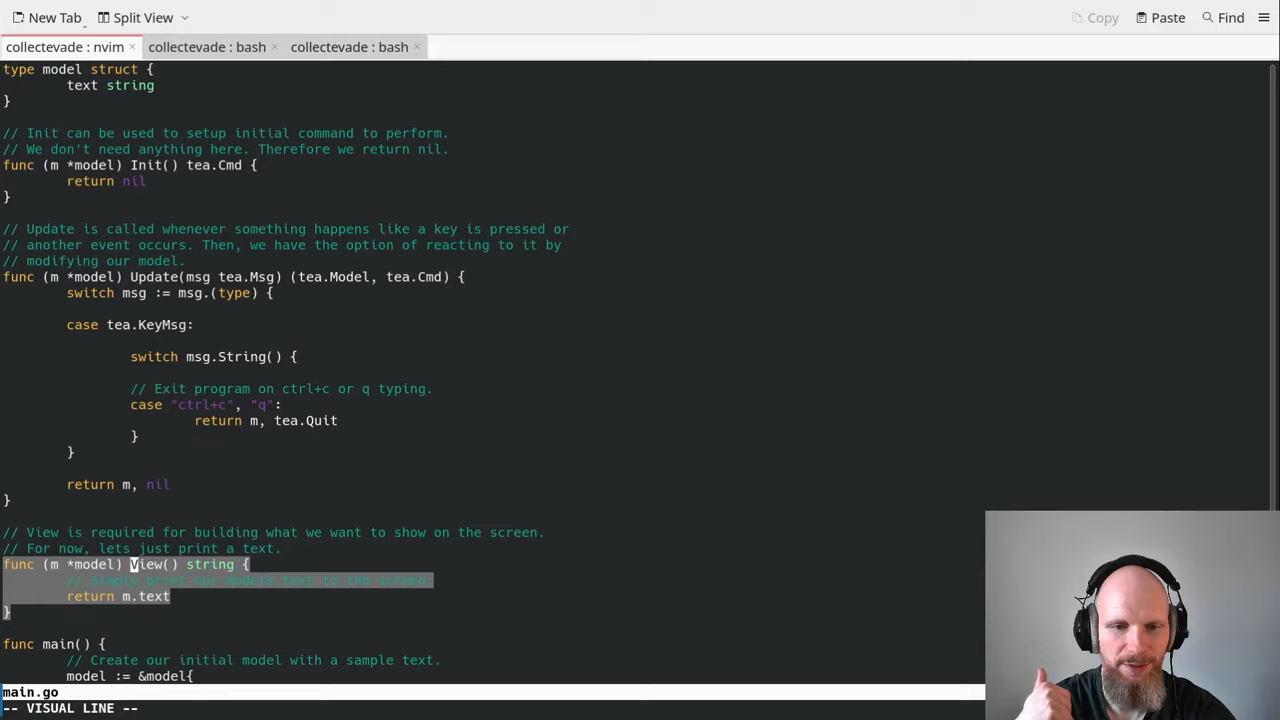 New Tab Split View Copy Paste Find
collectevade : nvim × collectevade : bash × collectevade : bash ×
type model struct {
        text string
}
// Init can be used to setup initial command to perform.
// We don't need anything here. Therefore we return nil.
func (m *model) Init() tea.Cmd {
        return nil
}
// Update is called whenever something happens like a key is pressed or
// another event occurs. Then, we have the option of reacting to it by
// modifying our model.
func (m *model) Update(msg tea.Msg) (tea.Model, tea.Cmd) {
        switch msg := msg.(type) {
        case tea.KeyMsg:
                switch msg.String() {
                // Exit program on ctrl+c or q typing.
                case "ctrl+c", "q":
                        return m, tea.Quit
                }
        }
        return m, nil
}
// View is required for building what we want to show on the screen.
// For now, lets just print a text.
func (m *model) View() string {
        // Simply print our models text to the screen.
        return m.text
}
func main() {
        // Create our initial model with a sample text.
        model := &model{
main.go
-- VISUAL LINE --